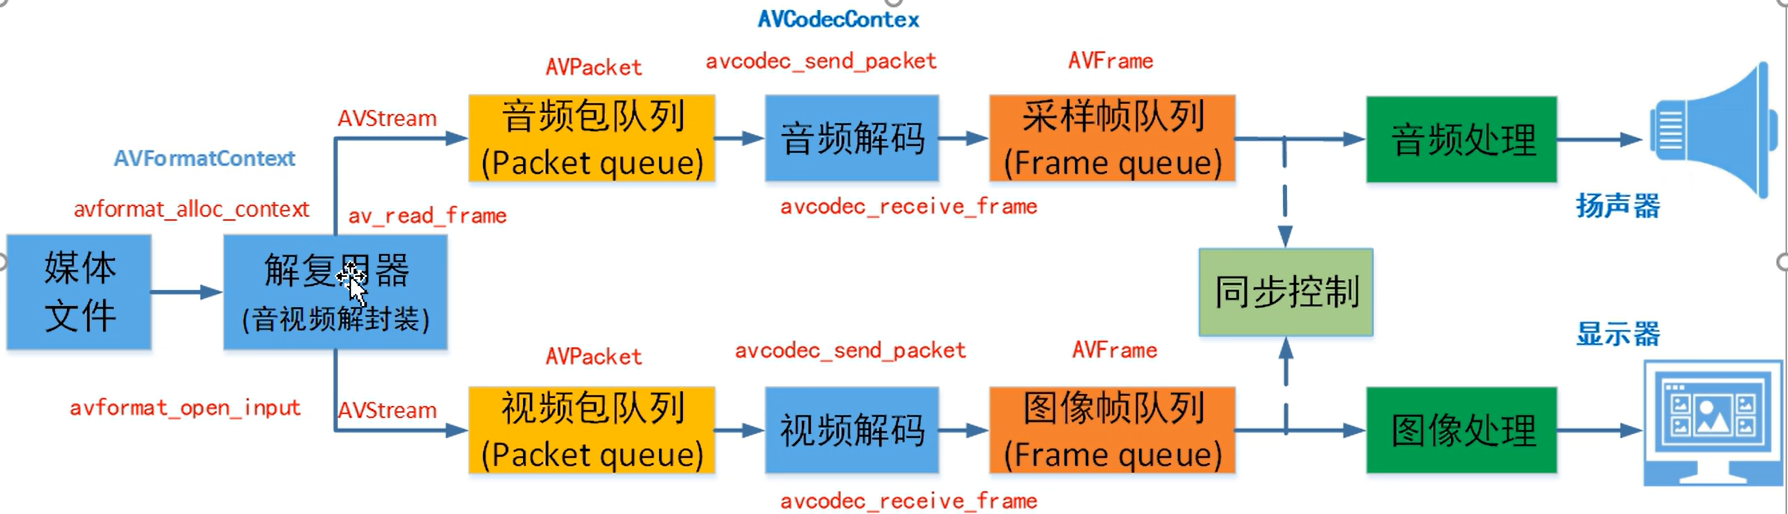 AVCodecContex
AVPacket
avcodec_send_packet
AVFrame
AVStream
音频包队列
(Packet queue)
音频解码
采样帧队列
(Frame queue)
音频处理
AVFormatContext
avformat_alloc_context
av_read_frame
avcodec_receive_frame
扬声器
媒体
文件
解复用器
(音视频解封装)
同步控制
显示器
AVPacket
avcodec_send_packet
AVFrame
avformat_open_input
AVStream
视频包队列
(Packet queue)
视频解码
图像帧队列
(Frame queue)
图像处理
avcodec_receive_frame